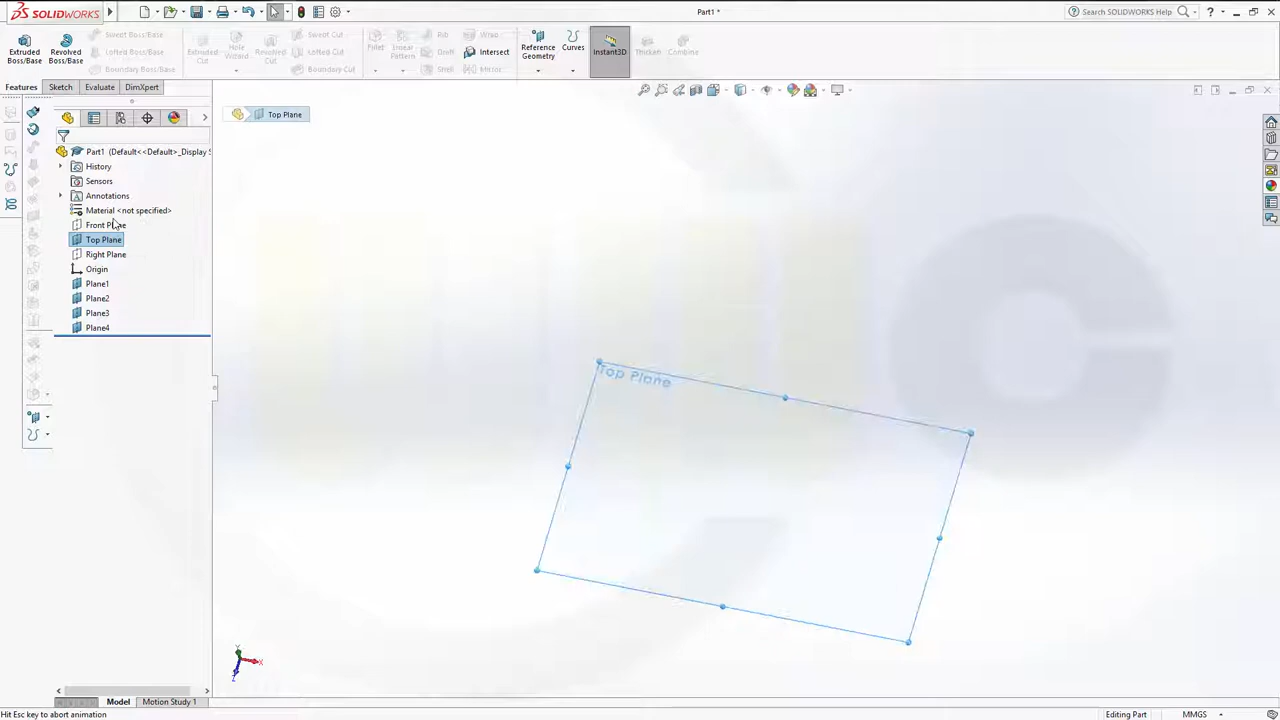 SOLIDWORKS
Part1 *
Search SOLIDWORKS Help
Extruded Boss/Base
Revolved Boss/Base
Swept Boss/Base
Lofted Boss/Base
Boundary Boss/Base
Extruded Cut
Hole Wizard
Revolved Cut
Swept Cut
Lofted Cut
Boundary Cut
Fillet
Linear Pattern
Rib
Draft
Shell
Wrap
Intersect
Mirror
Reference Geometry
Curves
Instant3D
Thicken
Combine
Features Sketch Evaluate DimXpert
Top Plane
Part1 (Default<<Default>_Display S
History
Sensors
Annotations
Material <not specified>
Front Plane
Top Plane
Right Plane
Origin
Plane1
Plane2
Plane3
Plane4
Top Plane
Y
X
Z
Model Motion Study 1
Hit Esc key to abort animation
Editing Part
MMGS